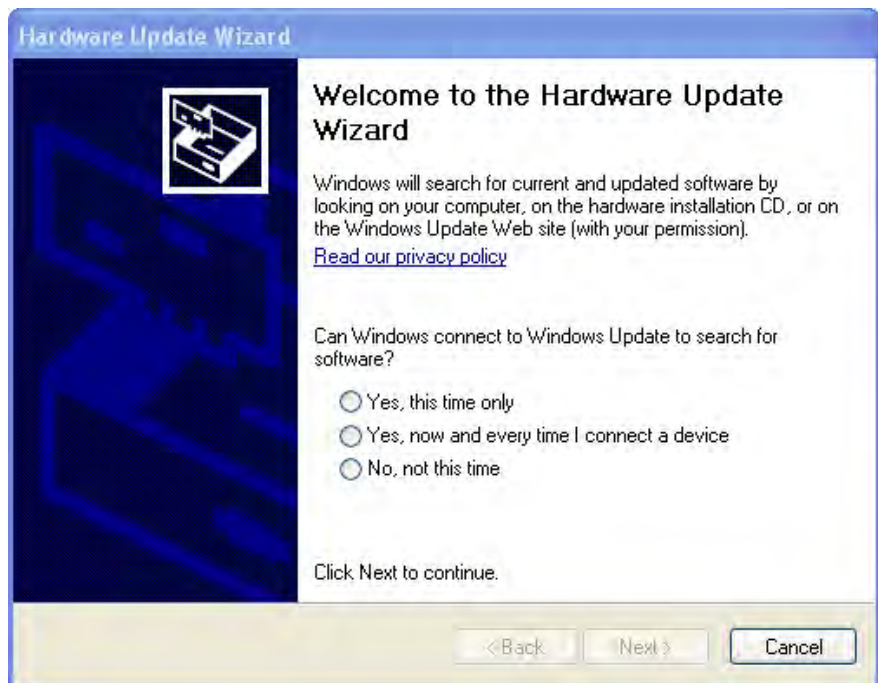 Hardware Update Wizard
Welcome to the Hardware Update
Wizard
Windows will search for current and updated software by
looking on your computer, on the hardware installation CD, or on
the Windows Update Web site (with your permission).
Read our privacy policy
Can Windows connect to Windows Update to search for
software?
Yes, this time only
Yes, now and every time I connect a device
No, not this time
Click Next to continue.
< Back
Next >
Cancel